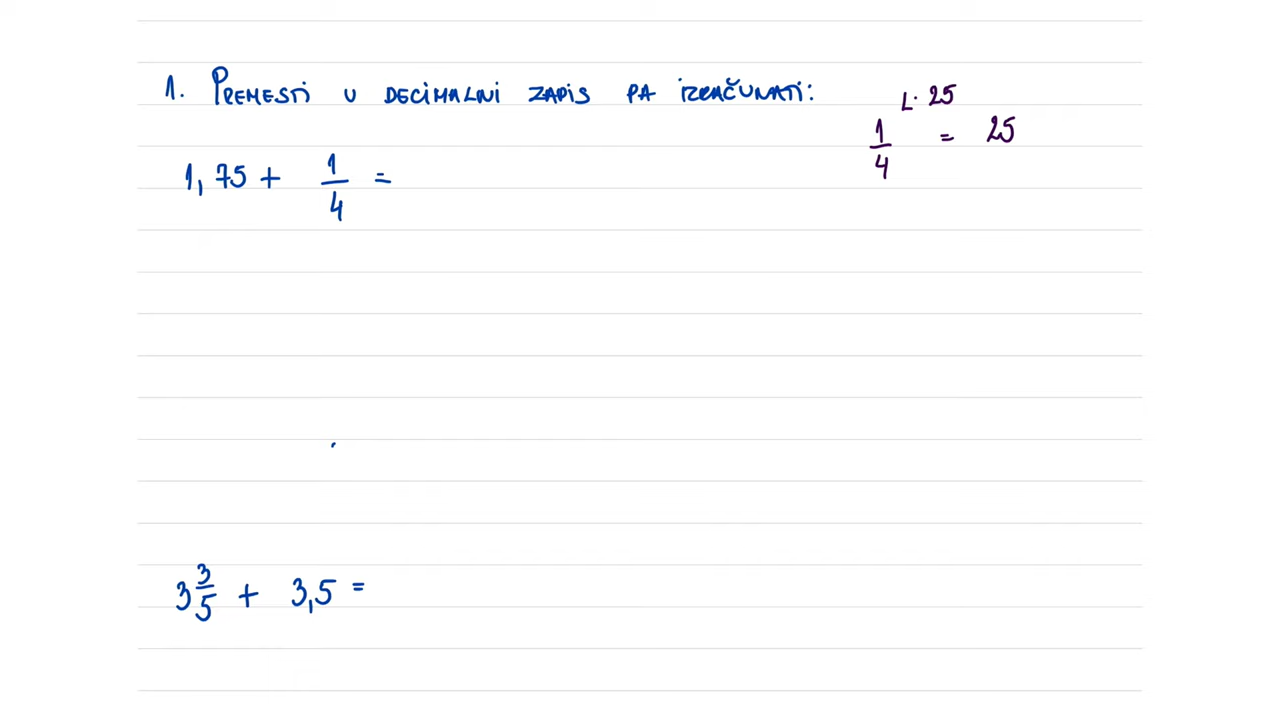 1. PREMESTI U DECIMALNI ZAPIS PA IZRAČUNATI:
1,75 + 1/4 =
1/4 L· 25 = 25
3 3/5 + 3,5 =